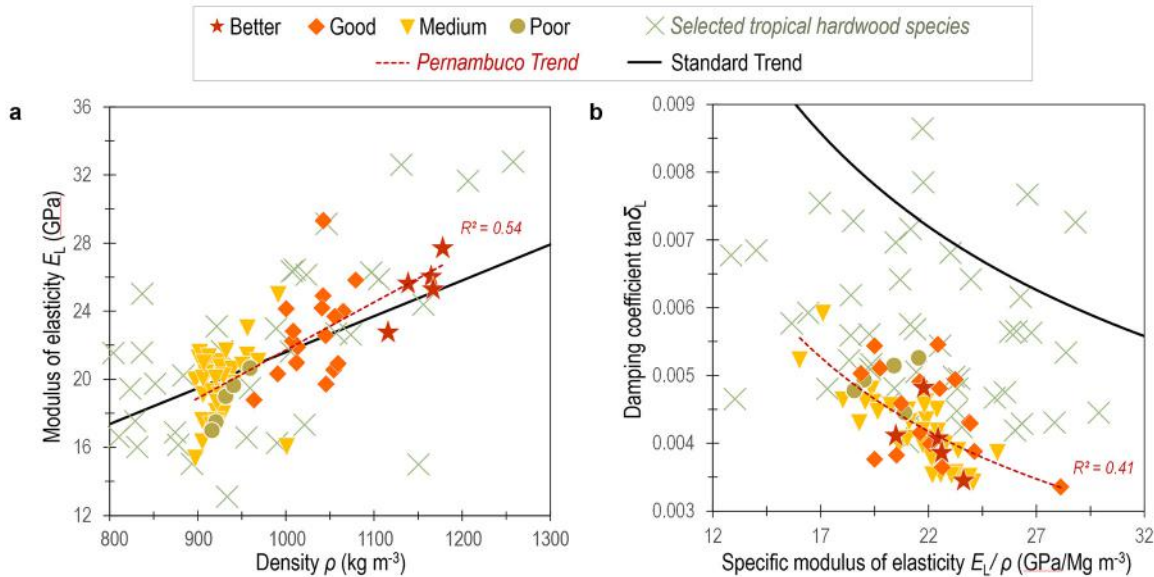 Better Good Medium Poor Selected tropical hardwood species
Pernambuco Trend Standard Trend
a
36
32
28
24
20
16
12
Modulus of elasticity EL (GPa)
R² = 0.54
800 900 1000 1100 1200 1300
Density ρ (kg m-3)
b
0.009
0.008
0.007
0.006
0.005
0.004
0.003
Damping coefficient tanδL
R² = 0.41
12 17 22 27 32
Specific modulus of elasticity EL/ ρ (GPa/Mg m-3)